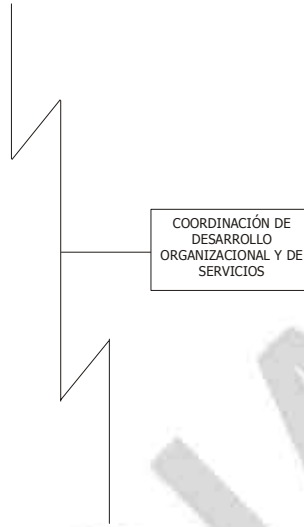 COORDINACIÓN DE
DESARROLLO
ORGANIZACIONAL Y DE
SERVICIOS